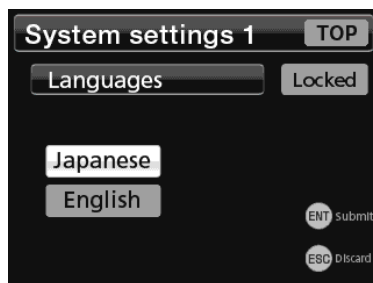 System settings 1 TOP
Languages Locked
Japanese
English
ENT Submit
ESC Discard